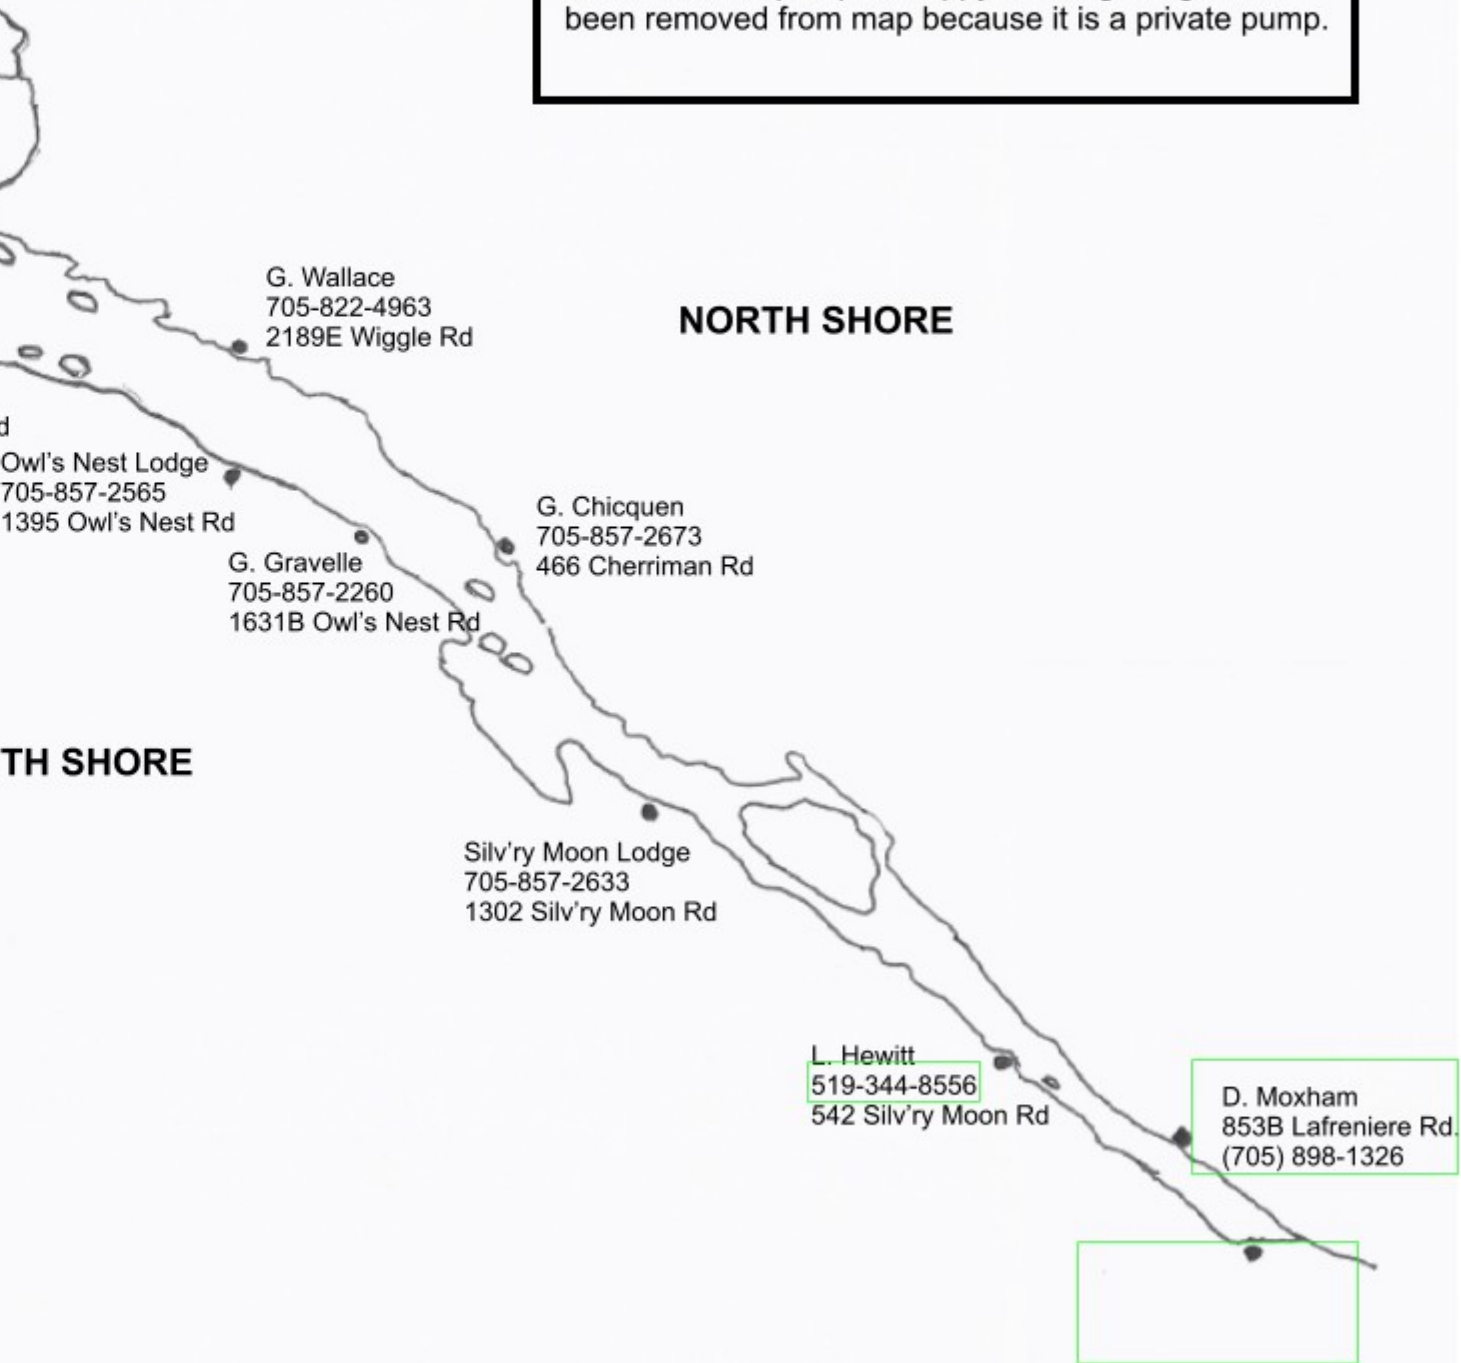 been removed from map because it is a private pump.
G. Wallace
705-822-4963
2189E Wiggle Rd
NORTH SHORE
d
Owl's Nest Lodge
705-857-2565
1395 Owl's Nest Rd
G. Chicquen
705-857-2673
466 Cherriman Rd
G. Gravelle
705-857-2260
1631B Owl's Nest Rd
TH SHORE
Silv'ry Moon Lodge
705-857-2633
1302 Silv'ry Moon Rd
L. Hewitt
519-344-8556
542 Silv'ry Moon Rd
D. Moxham
853B Lafreniere Rd.
(705) 898-1326